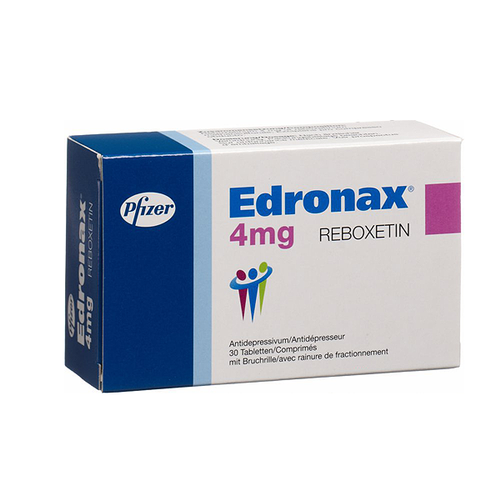 Pfizer
Edronax®
4mg REBOXETIN
Antidepressivum/Antidépresseur
30 Tabletten/Comprimés
mit Bruchrille/avec rainure de fractionnement
Edronax®
4mg REBOXETIN